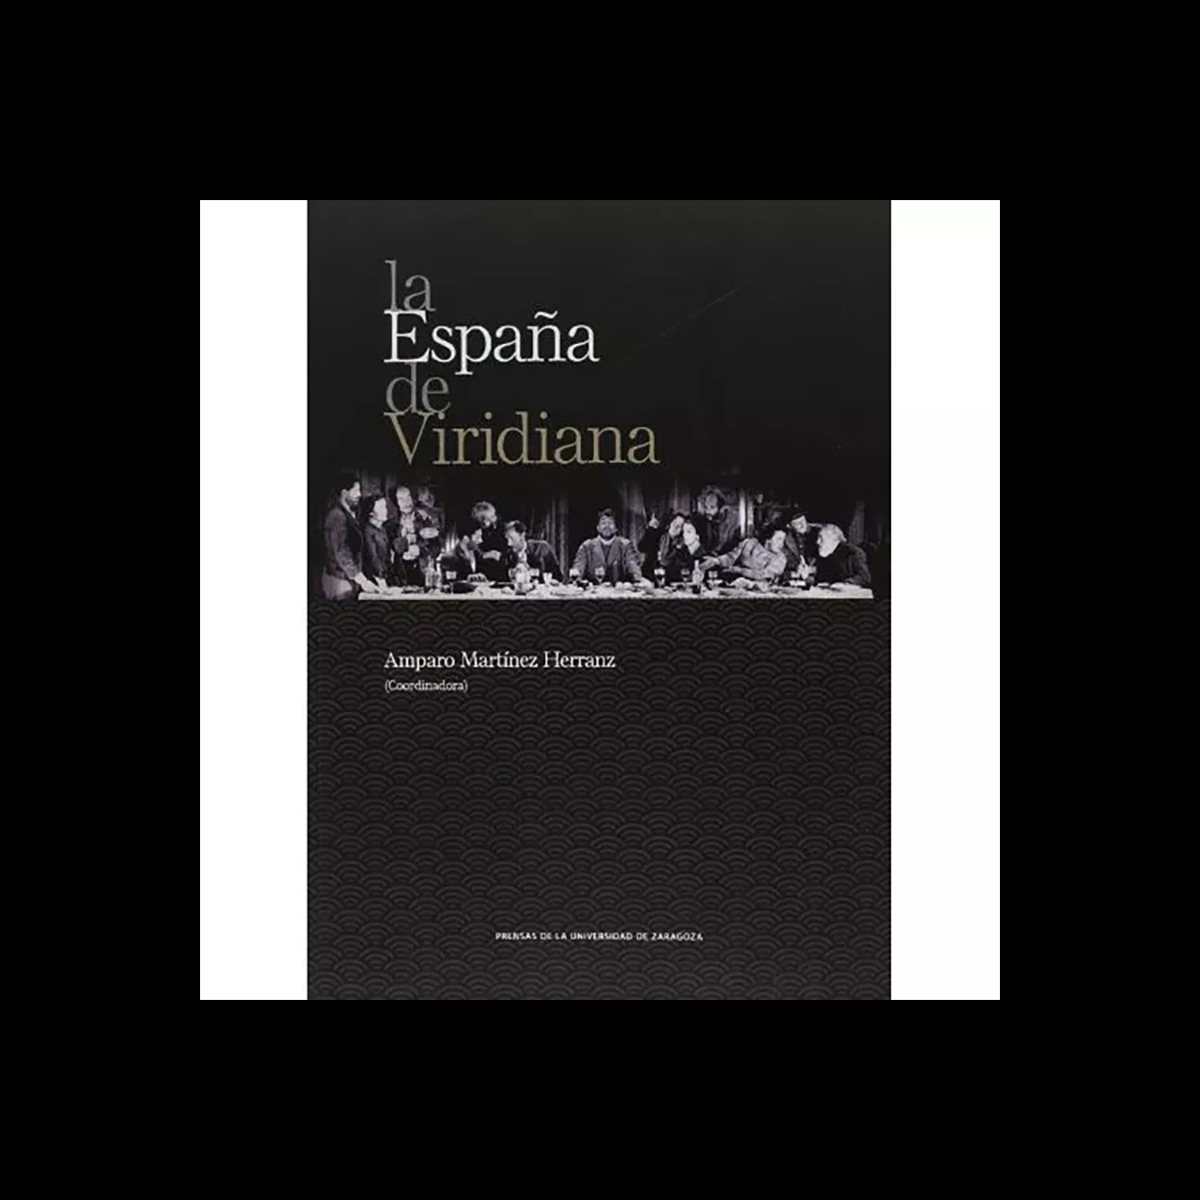 la
España
de
Viridiana
Amparo Martínez Herranz
(Coordinadora)
PRENSAS DE LA UNIVERSIDAD DE ZARAGOZA